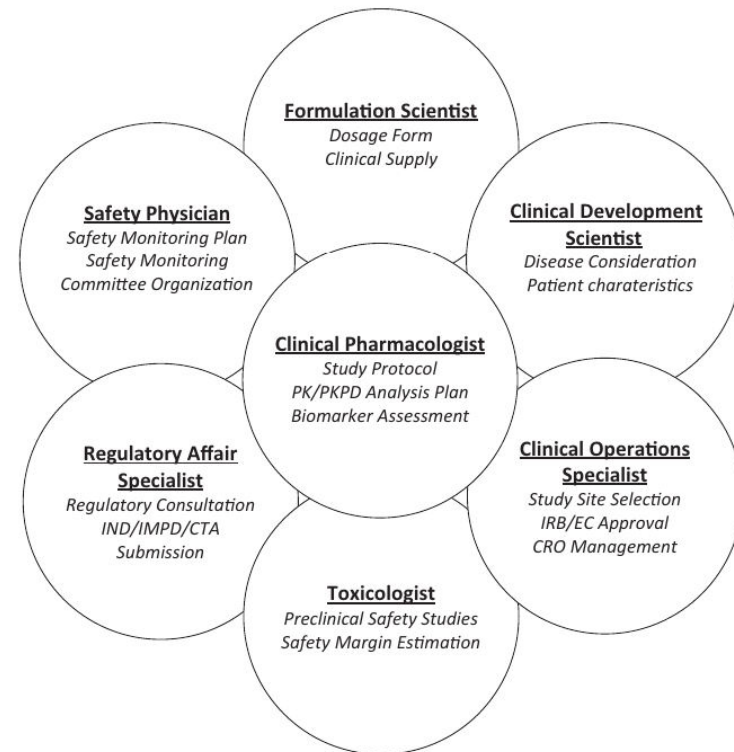 Formulation Scientist
Dosage Form
Clinical Supply
Safety Physician
Safety Monitoring Plan
Safety Monitoring
Committee Organization
Clinical Development
Scientist
Disease Consideration
Patient charateristics
Clinical Pharmacologist
Study Protocol
PK/PKPD Analysis Plan
Biomarker Assessment
Regulatory Affair
Specialist
Regulatory Consultation
IND/IMPD/CTA
Submission
Clinical Operations
Specialist
Study Site Selection
IRB/EC Approval
CRO Management
Toxicologist
Preclinical Safety Studies
Safety Margin Estimation